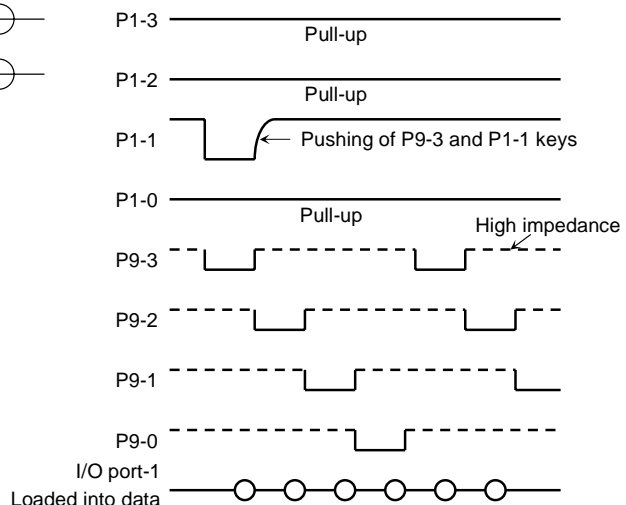 P1-3
Pull-up
P1-2
Pull-up
P1-1
Pushing of P9-3 and P1-1 keys
P1-0
Pull-up
High impedance
P9-3
P9-2
P9-1
P9-0
I/O port-1
Loaded into data